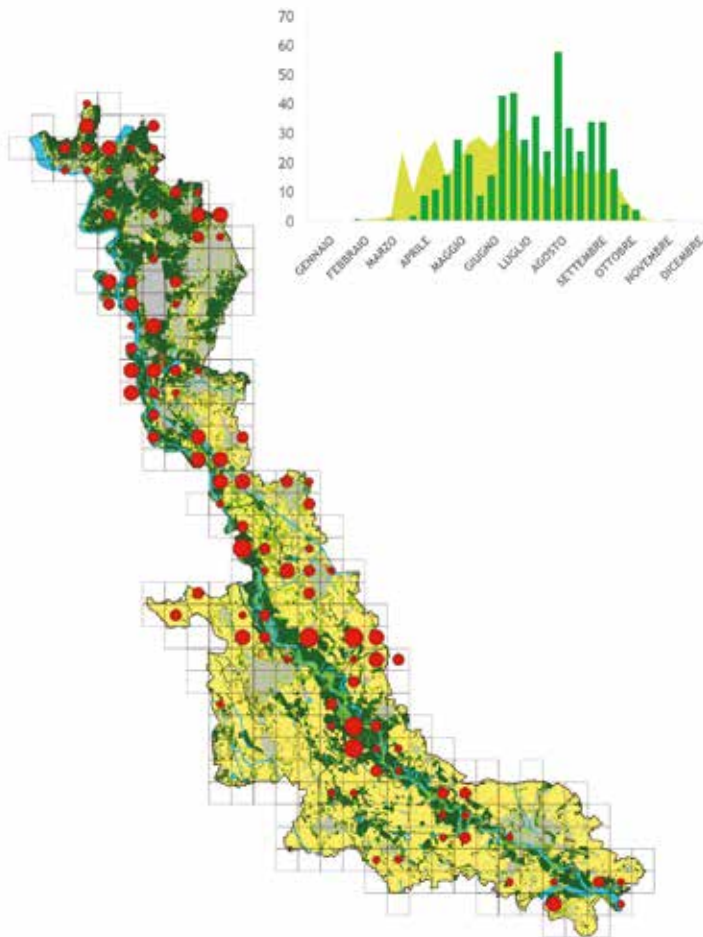 70
60
50
40
30
20
10
0
GENNAIO
FEBBRAIO
MARZO
APRILE
MAGGIO
GIUGNO
LUGLIO
AGOSTO
SETTEMBRE
OTTOBRE
NOVEMBRE
DICEMBRE